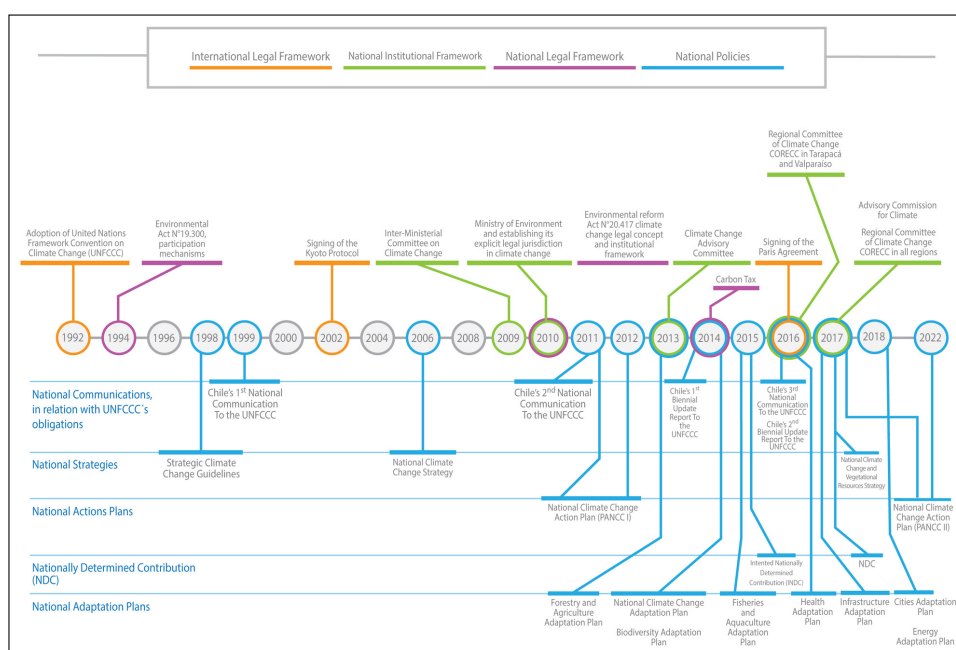 International Legal Framework
National Institutional Framework
National Legal Framework
National Policies
Regional Committee
of Climate Change
CORECC in Tarapacá
and Valparaíso
Adoption of United Nations
Framework Convention on
Climate Change (UNFCCC)
Environmental
Act N°19.300,
participation
mechanisms
Signing of the
Kyoto Protocol
Inter-Ministerial
Committee on
Climate Change
Ministry of Environment
and establishing its
explicit legal jurisdiction
in climate change
Environmental reform
Act N°20.417 climate
change legal concept
and institutional
framework
Climate Change
Advisory
Committee
Carbon Tax
Signing of the
Paris Agreement
Advisory Commission
for Climate
Regional Committee
of Climate Change
CORECC in all regions
1992
1994
1996
1998
1999
2000
2002
2004
2006
2008
2009
2010
2011
2012
2013
2014
2015
2016
2017
2018
2022
National Communications,
in relation with UNFCCC´s
obligations
Chile's 1st National
Communication
To the UNFCCC
Chile's 2nd National
Communication
To the UNFCCC
Chile's 1st
Biennial
Update
Report To
the
UNFCCC
Chile's 3rd
National
Communication
To the UNFCCC
Chile's 2nd
Biennial Update
Report To the
UNFCCC
National Strategies
Strategic Climate
Change Guidelines
National Climate
Change Strategy
National Climate
Change and
Vegetational
Resources Strategy
National Actions Plans
National Climate Change
Action Plan (PANCC I)
National Climate
Change Action
Plan (PANCC II)
Nationally Determined Contribution
(NDC)
Intented Nationally
Determined
Contribution (INDC)
NDC
National Adaptation Plans
Forestry and
Agriculture
Adaptation Plan
National Climate Change
Adaptation Plan
Biodiversity Adaptation
Plan
Fisheries
and
Aquaculture
Adaptation
Plan
Health
Adaptation
Plan
Infrastructure
Adaptation
Plan
Cities Adaptation
Plan
Energy
Adaptation Plan